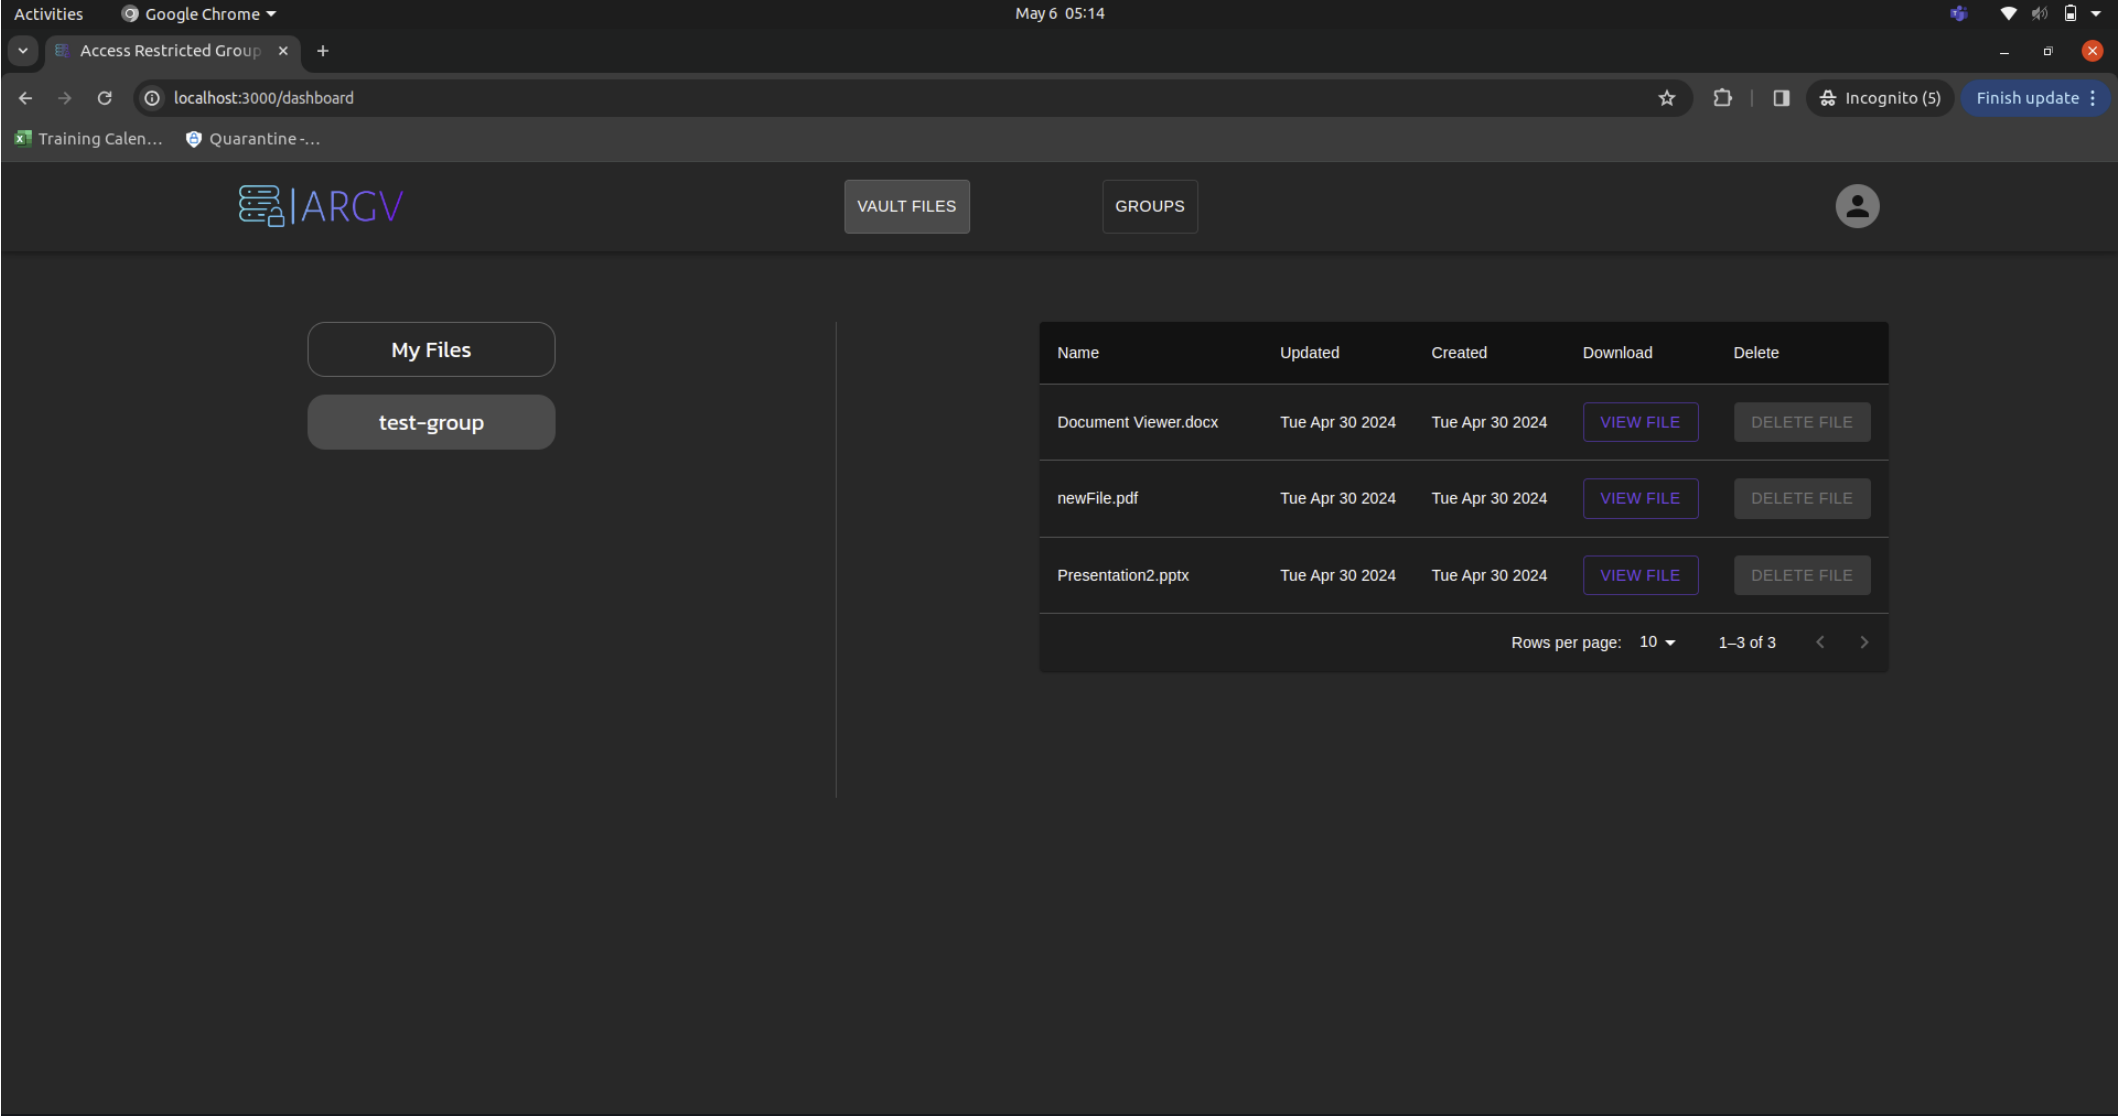 Activities Google Chrome May 6 05:14
Access Restricted Group
localhost:3000/dashboard Incognito (5) Finish update
Training Calen... Quarantine -...
ARGV VAULT FILES GROUPS
My Files
test-group
Name Updated Created Download Delete
Document Viewer.docx Tue Apr 30 2024 Tue Apr 30 2024 VIEW FILE DELETE FILE
newFile.pdf Tue Apr 30 2024 Tue Apr 30 2024 VIEW FILE DELETE FILE
Presentation2.pptx Tue Apr 30 2024 Tue Apr 30 2024 VIEW FILE DELETE FILE
Rows per page: 10 1–3 of 3